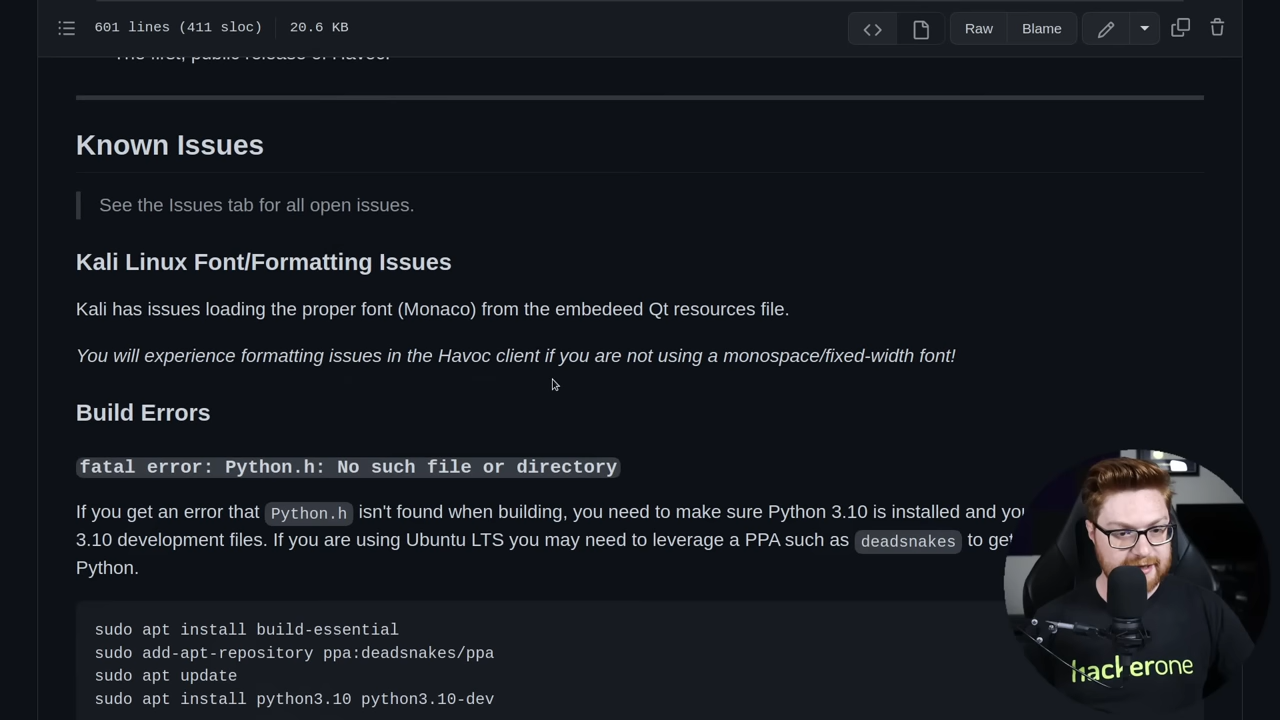 601 lines (411 sloc) 20.6 KB
Raw Blame
The first, public release of Havoc.
Known Issues
See the Issues tab for all open issues.
Kali Linux Font/Formatting Issues
Kali has issues loading the proper font (Monaco) from the embedeed Qt resources file.
You will experience formatting issues in the Havoc client if you are not using a monospace/fixed-width font!
Build Errors
fatal error: Python.h: No such file or directory
If you get an error that Python.h isn't found when building, you need to make sure Python 3.10 is installed and
3.10 development files. If you are using Ubuntu LTS you may need to leverage a PPA such as deadsnakes to get
Python.
sudo apt install build-essential
sudo add-apt-repository ppa:deadsnakes/ppa
sudo apt update
sudo apt install python3.10 python3.10-dev
hackerone